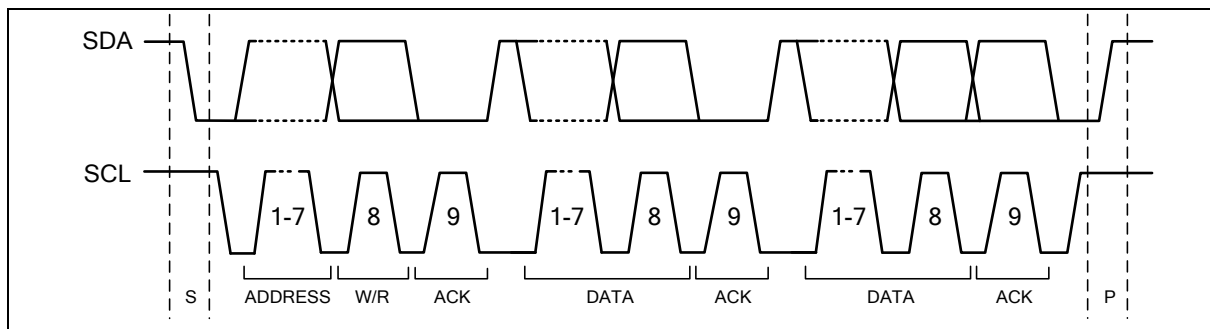 SDA
SCL
1-7 8 9 1-7 8 9 1-7 8 9
S ADDRESS W/R ACK DATA ACK DATA ACK P